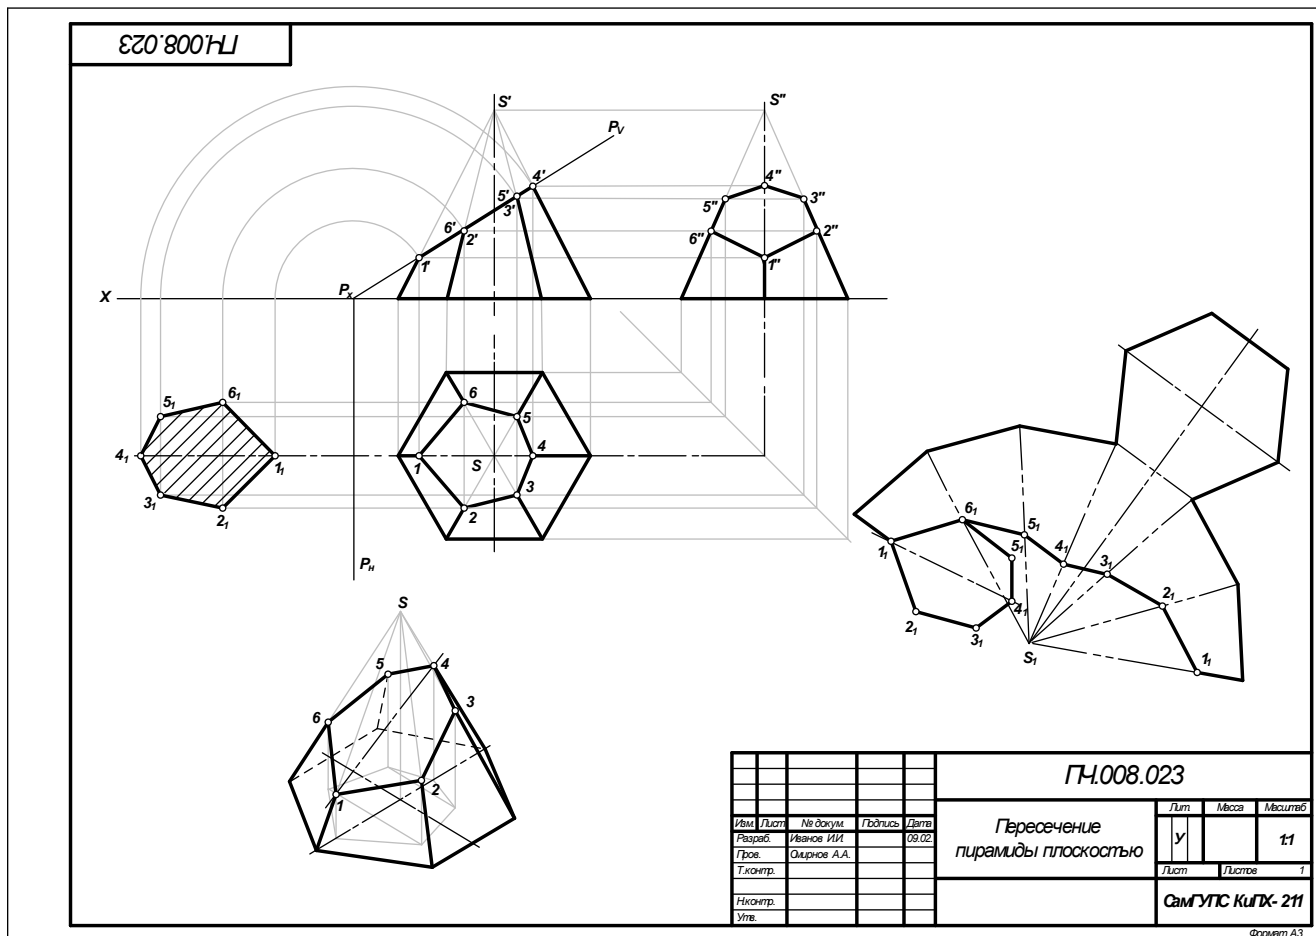 ПЧ.008.023
S'
S"
PV
4'
5'
3'
6'
2'
1'
4"
5"
3"
6"
2"
1"
X
PX
6
5
4
S
1
3
2
51
61
41
11
31
21
PH
S
5
4
3
6
1
2
61
51
11
51
41
31
41
21
21
31
S1
11
ПЧ.008.023
Пересечение
пирамиды плоскостью
Лит. Масса Масштаб
У 1:1
Лист Листов 1
СамГУПС КиПХ- 211
Изм. Лист № докум. Подпись Дата
Разраб. Иванов И.И. 09.02.
Пров. Смирнов А.А.
Т.контр.
Н.контр.
Утв.
Формат А3